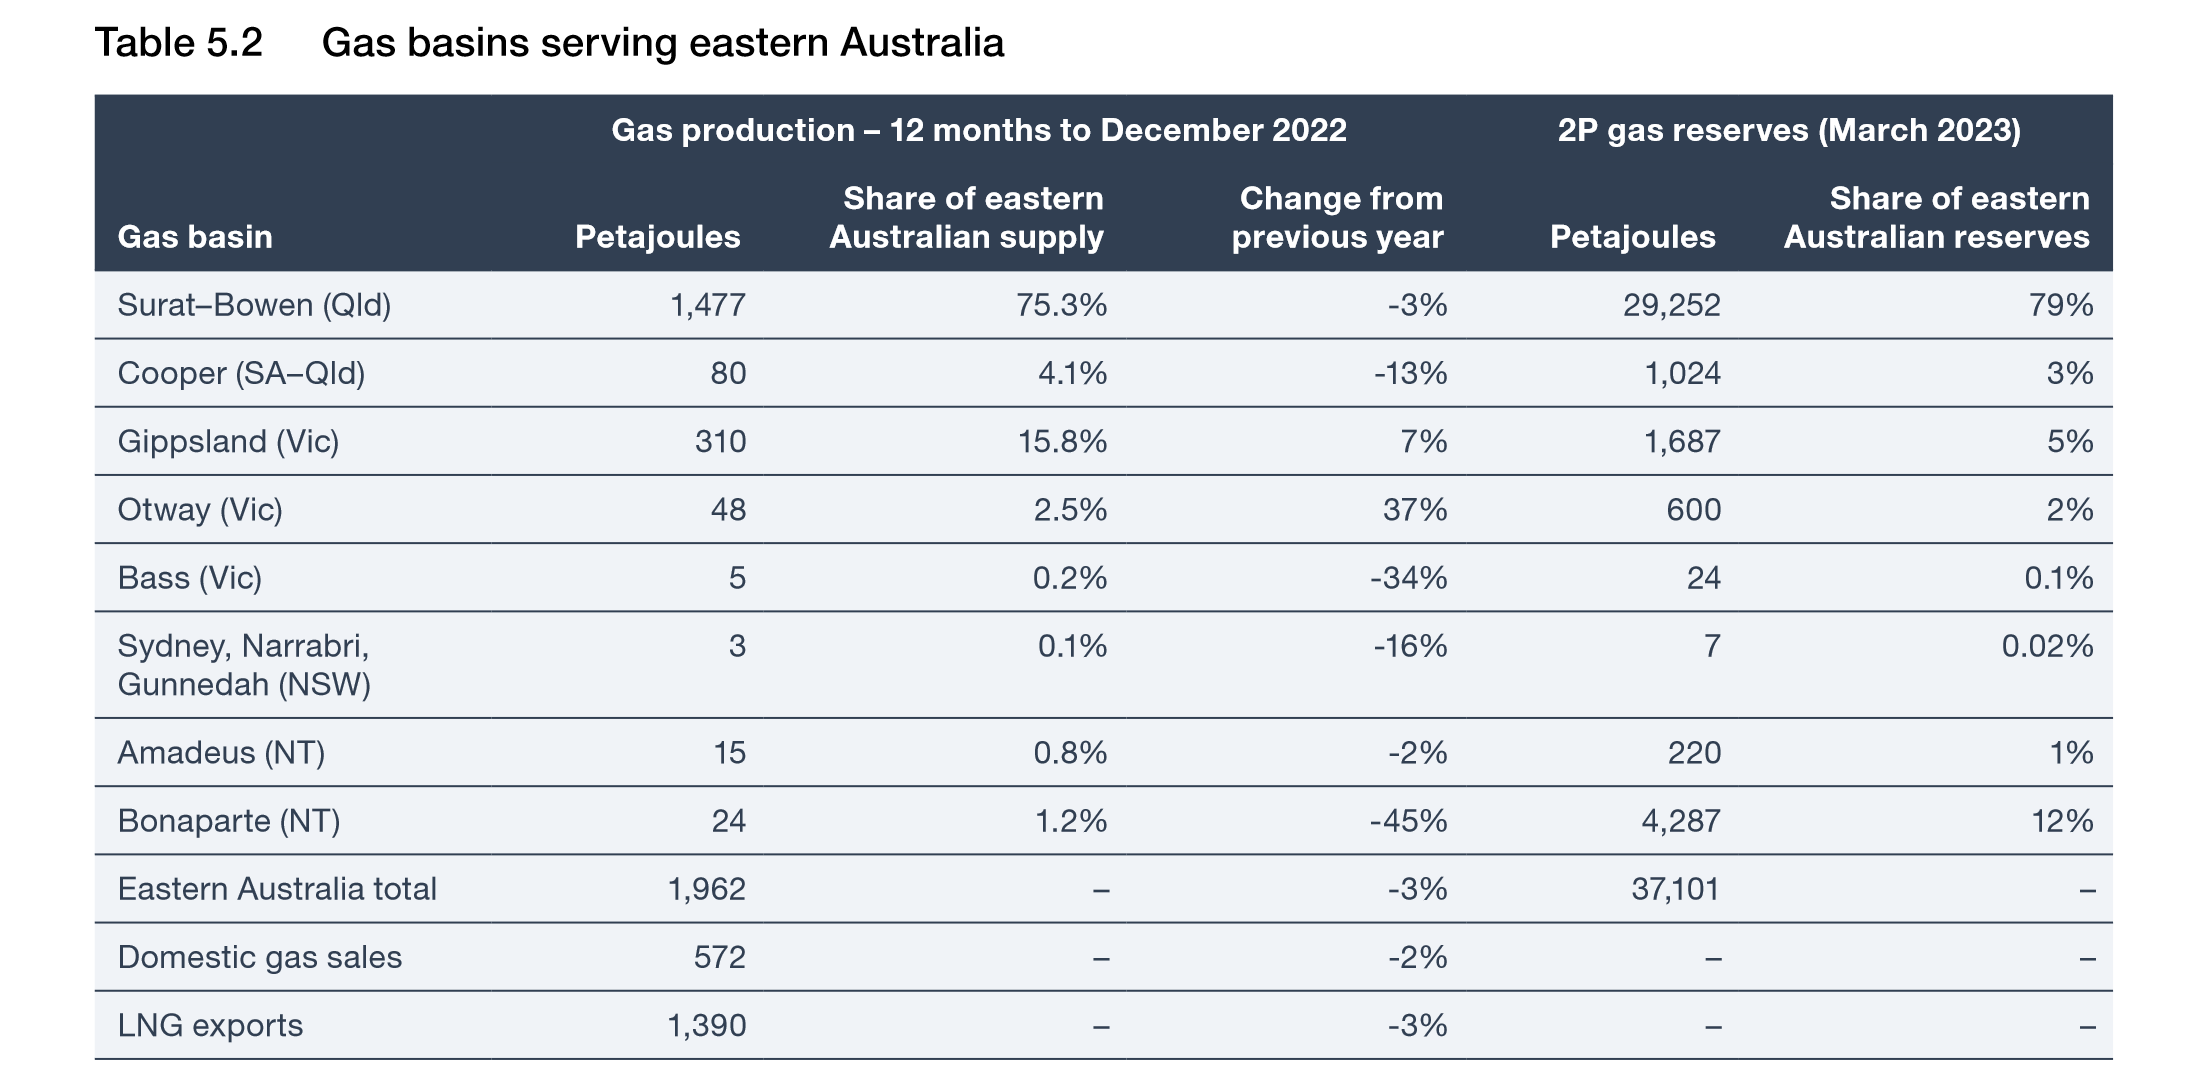 Table 5.2 Gas basins serving eastern Australia
Gas production – 12 months to December 2022 2P gas reserves (March 2023)
Gas basin Petajoules Share of eastern Australian supply Change from previous year Petajoules Share of eastern Australian reserves
Surat–Bowen (Qld) 1,477 75.3% -3% 29,252 79%
Cooper (SA–Qld) 80 4.1% -13% 1,024 3%
Gippsland (Vic) 310 15.8% 7% 1,687 5%
Otway (Vic) 48 2.5% 37% 600 2%
Bass (Vic) 5 0.2% -34% 24 0.1%
Sydney, Narrabri, 3 0.1% -16% 7 0.02%
Gunnedah (NSW)
Amadeus (NT) 15 0.8% -2% 220 1%
Bonaparte (NT) 24 1.2% -45% 4,287 12%
Eastern Australia total 1,962 – -3% 37,101 –
Domestic gas sales 572 – -2% – –
LNG exports 1,390 – -3% – –